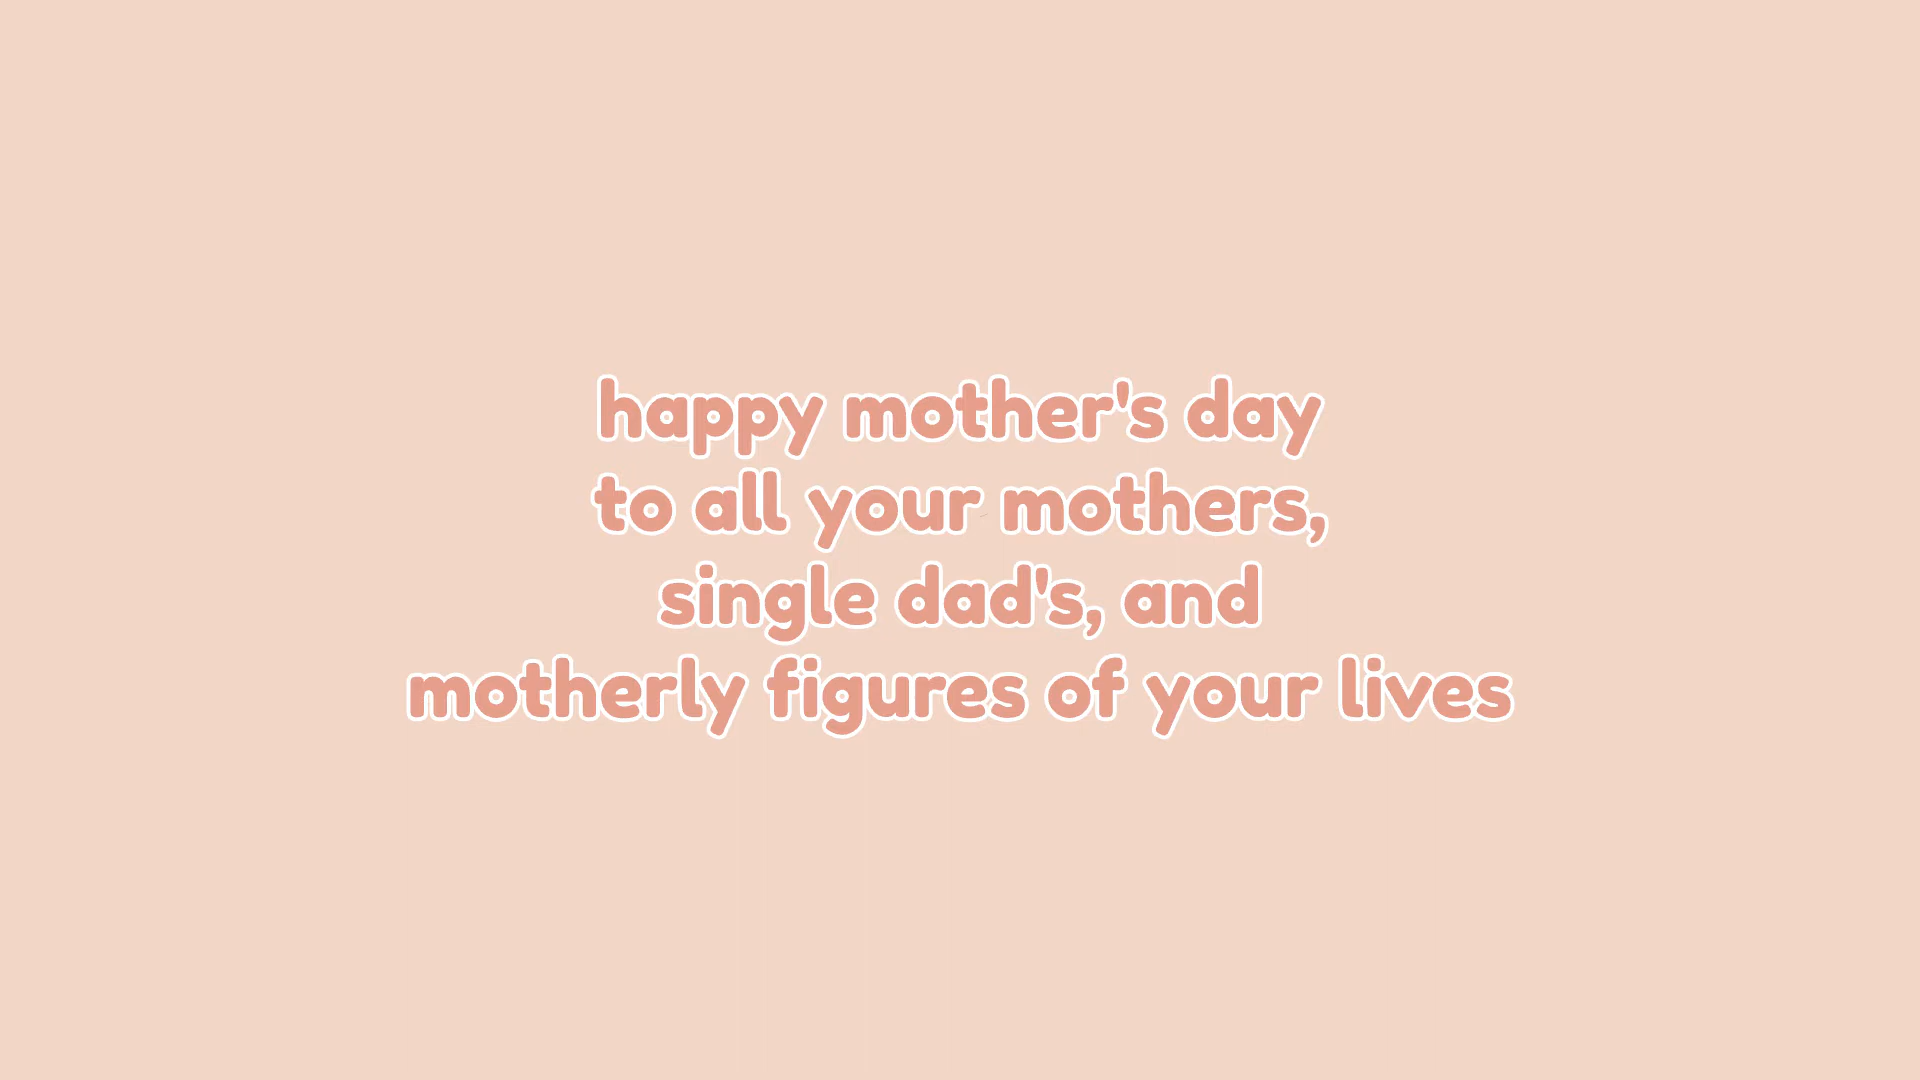 happy mother's day
to all your mothers,
single dad's, and
motherly figures of your lives